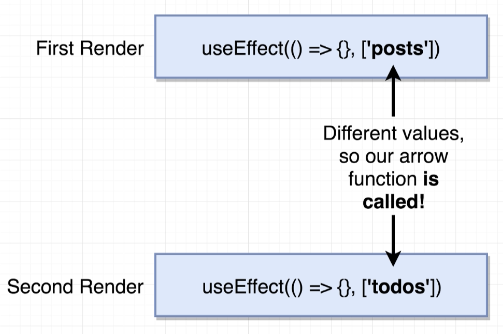 First Render
useEffect(() => {}, ['posts'])
Different values,
so our arrow
function is
called!
Second Render
useEffect(() => {}, ['todos'])